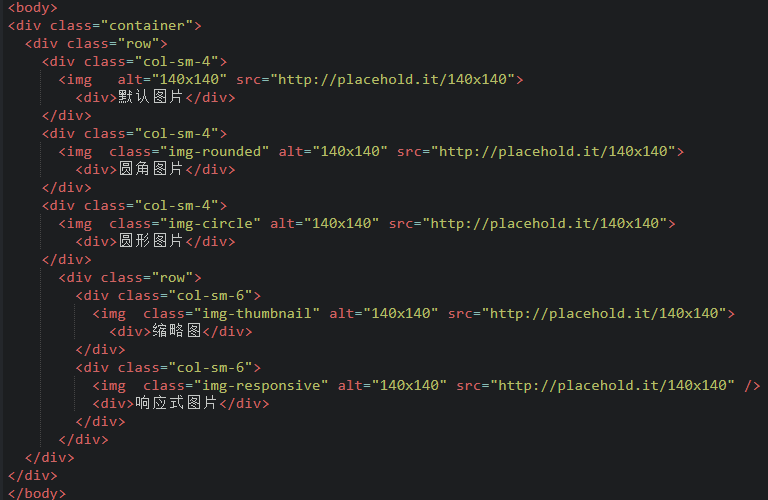 <body>
<div class="container">
  <div class="row">
    <div class="col-sm-4">
      <img   alt="140x140" src="http://placehold.it/140x140">
        <div>默认图片</div>
    </div>
    <div class="col-sm-4">
      <img  class="img-rounded" alt="140x140" src="http://placehold.it/140x140">
        <div>圆角图片</div>
    </div>
    <div class="col-sm-4">
      <img  class="img-circle" alt="140x140" src="http://placehold.it/140x140">
        <div>圆形图片</div>
    </div>
      <div class="row">
        <div class="col-sm-6">
          <img  class="img-thumbnail" alt="140x140" src="http://placehold.it/140x140">
            <div>缩略图</div>
        </div>
        <div class="col-sm-6">
          <img  class="img-responsive" alt="140x140" src="http://placehold.it/140x140" />
          <div>响应式图片</div>
        </div>
      </div>
  </div>
</div>
</body>